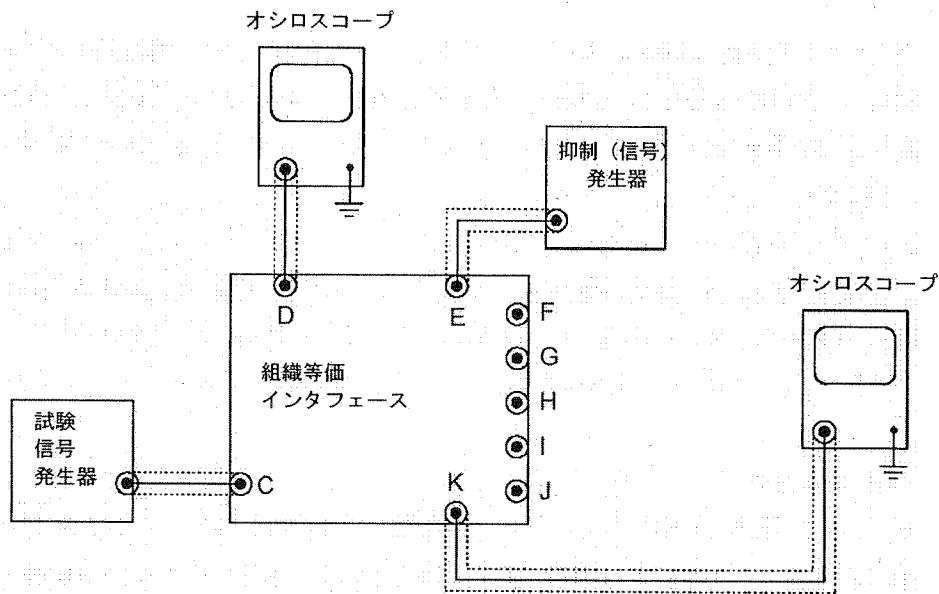 オシロスコープ
抑制（信号）
発生器
D
E
オシロスコープ
F
G
組織等価
インタフェース
H
試験
信号
発生器
I
C
K
J